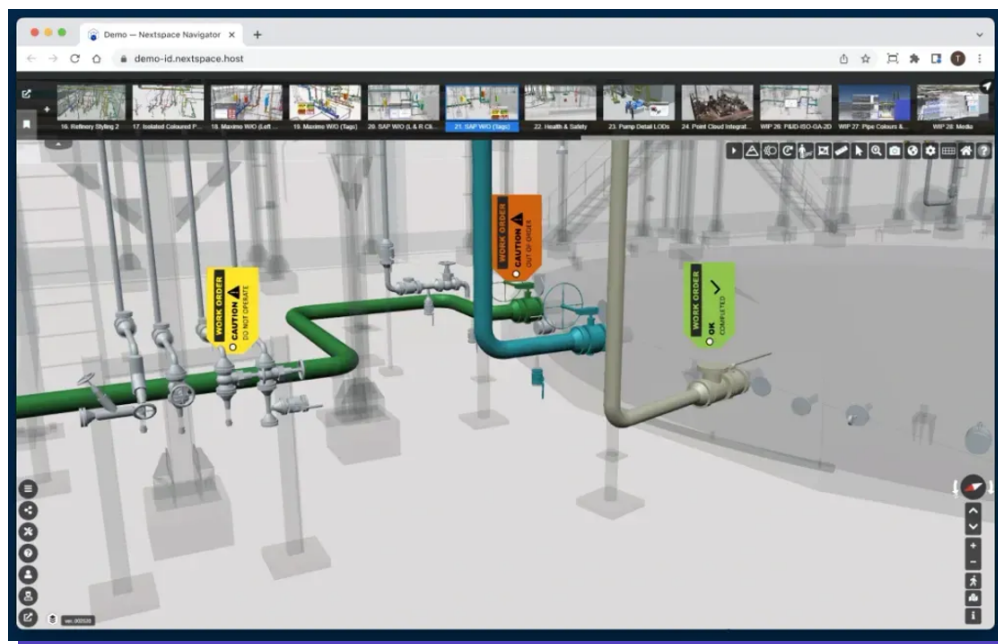 Demo — Nextspace Navigator
demo-id.nextspace.host
T
16. Refinery Styling 2
17. Isolated Coloured P...
18. Maximo W/O (Left ...
19. Maximo W/O (Tags)
20. SAP W/O (L & R Cli...
21. SAP W/O (Tags)
22. Health & Safety
23. Pump Detail LODs
24. Point Cloud Integrat...
WIP 26: P&ID-ISO-GA-2D
WIP 27: Pipe Colours &...
WIP 28: Media
WORK ORDER
CAUTION
DO NOT OPERATE
WORK ORDER
CAUTION
OUT OF ORDER
WORK ORDER
OK
COMPLETED